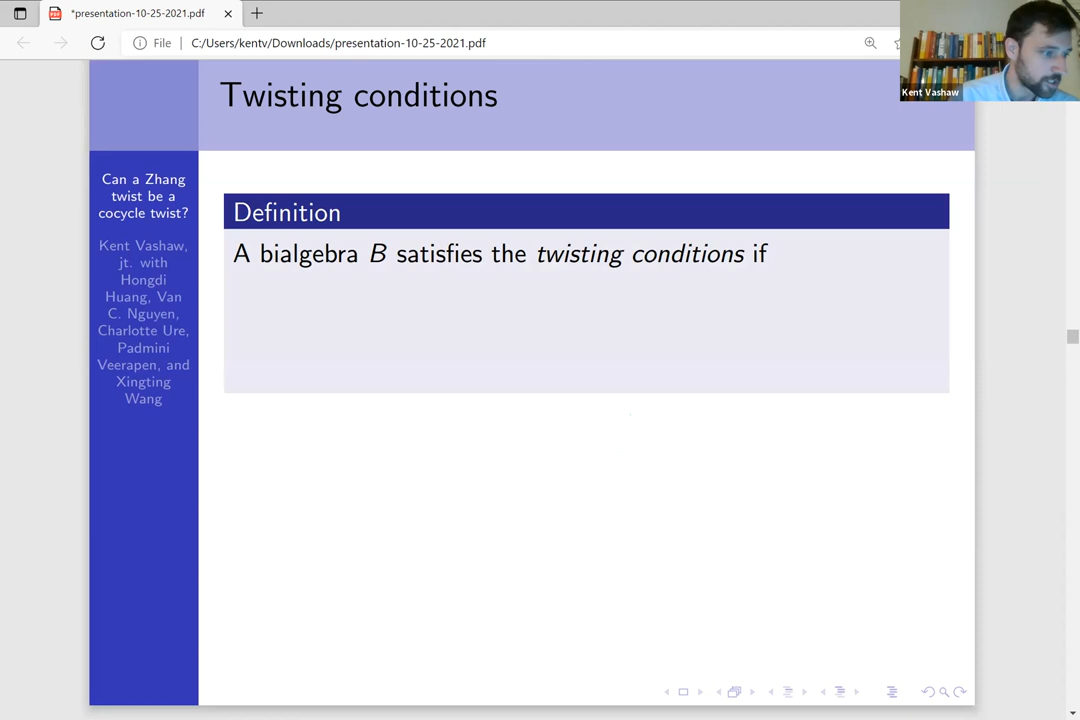 *presentation-10-25-2021.pdf
File | C:/Users/kentv/Downloads/presentation-10-25-2021.pdf
Kent Vashaw
Twisting conditions
Can a Zhang
twist be a
cocycle twist?
Kent Vashaw,
jt. with
Hongdi
Huang, Van
C. Nguyen,
Charlotte Ure,
Padmini
Veerapen, and
Xingting
Wang
Definition
A bialgebra B satisfies the twisting conditions if